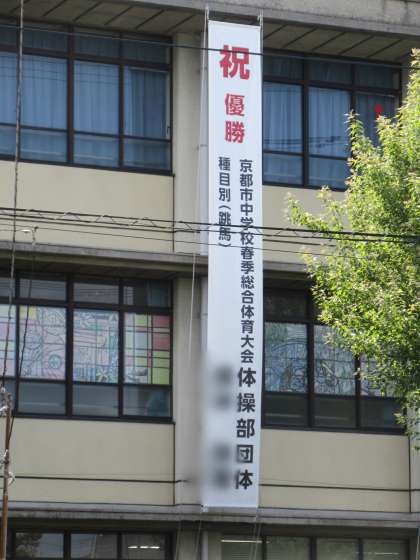 祝
優勝
京都市中学校春季総合体育大会 体操部団体
種目別(跳馬)